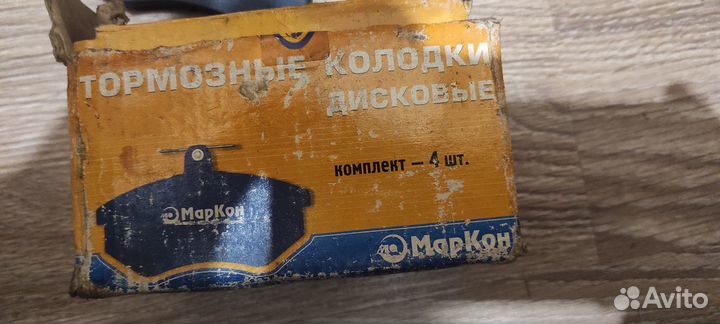 ТОРМОЗНЫЕ КОЛОДКИ
ДИСКОВЫЕ
комплект – 4 шт.
МарКон
МарКон
Avito